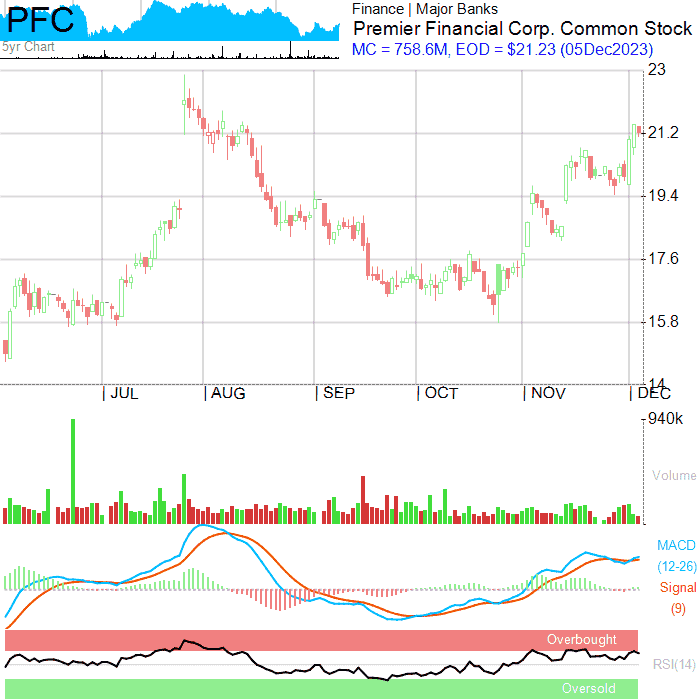 PFC
5yr Chart
Finance | Major Banks
Premier Financial Corp. Common Stock
MC = 758.6M, EOD = $21.23 (05Dec2023)
23
21.2
19.4
17.6
15.8
14
| JUL | AUG | SEP | OCT | NOV | DEC
940k
Volume
MACD
(12-26)
Signal
(9)
Overbought
RSI(14)
Oversold